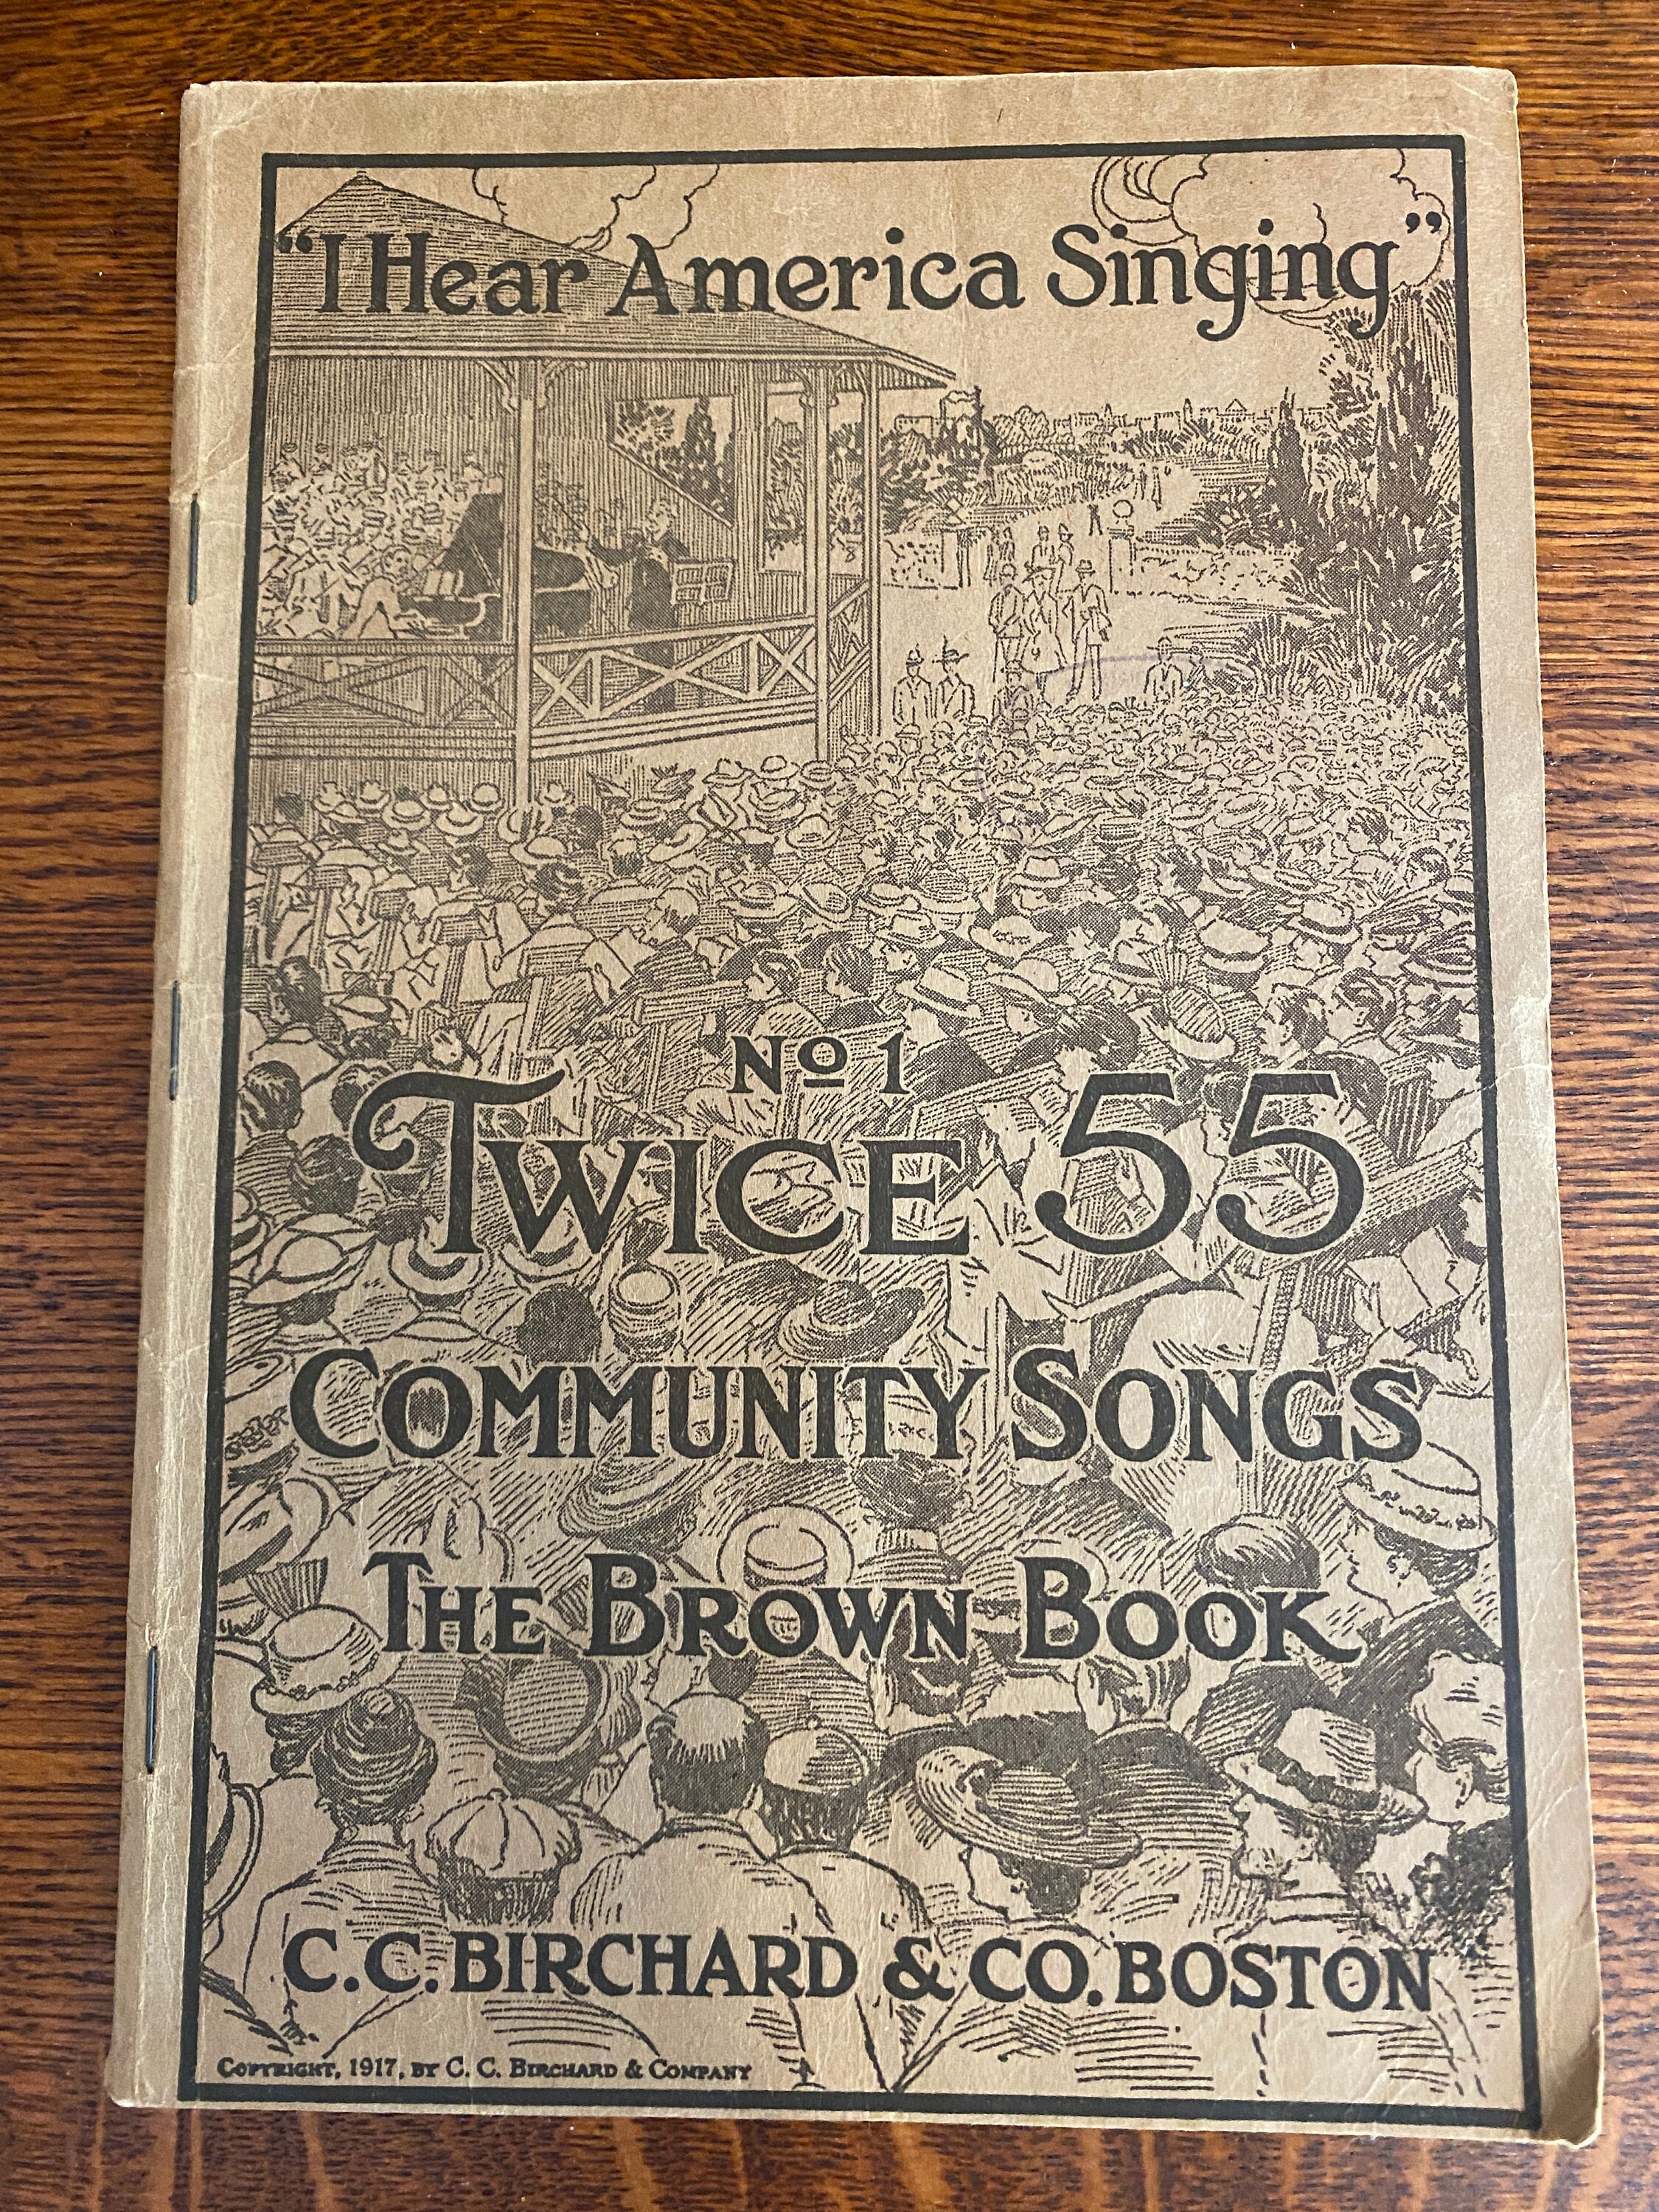 "I Hear America Singing"
No 1
Twice 55
Community Songs
The Brown Book
C.C. BIRCHARD & CO. BOSTON
Copyright, 1917, by C. C. Birchard & Company